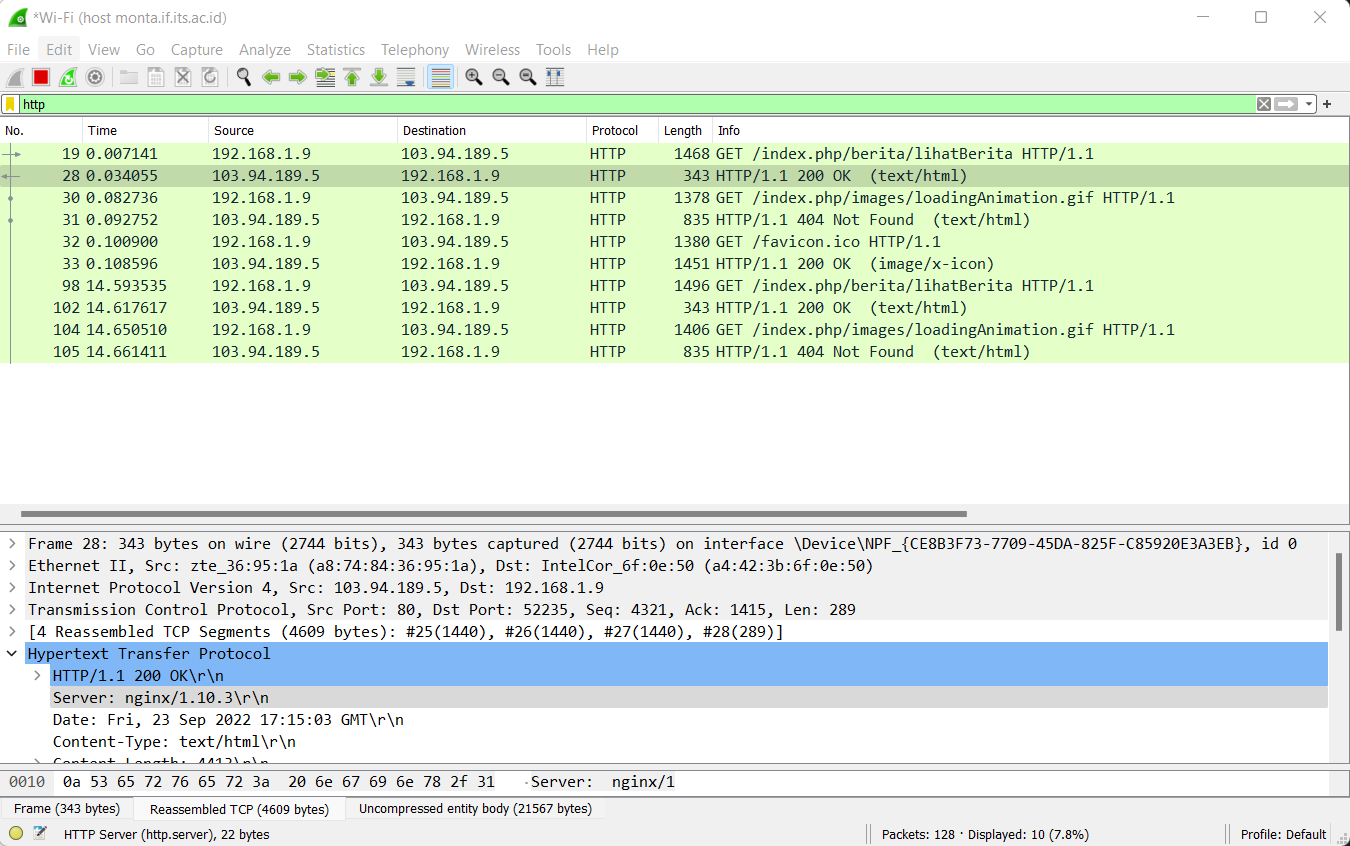 *Wi-Fi (host monta.if.its.ac.id)
File Edit View Go Capture Analyze Statistics Telephony Wireless Tools Help
http
No. Time Source Destination Protocol Length Info
19 0.007141 192.168.1.9 103.94.189.5 HTTP 1468 GET /index.php/berita/lihatBerita HTTP/1.1
28 0.034055 103.94.189.5 192.168.1.9 HTTP 343 HTTP/1.1 200 OK (text/html)
30 0.082736 192.168.1.9 103.94.189.5 HTTP 1378 GET /index.php/images/loadingAnimation.gif HTTP/1.1
31 0.092752 103.94.189.5 192.168.1.9 HTTP 835 HTTP/1.1 404 Not Found (text/html)
32 0.100900 192.168.1.9 103.94.189.5 HTTP 1380 GET /favicon.ico HTTP/1.1
33 0.108596 103.94.189.5 192.168.1.9 HTTP 1451 HTTP/1.1 200 OK (image/x-icon)
98 14.593535 192.168.1.9 103.94.189.5 HTTP 1496 GET /index.php/berita/lihatBerita HTTP/1.1
102 14.617617 103.94.189.5 192.168.1.9 HTTP 343 HTTP/1.1 200 OK (text/html)
104 14.650510 192.168.1.9 103.94.189.5 HTTP 1406 GET /index.php/images/loadingAnimation.gif HTTP/1.1
105 14.661411 103.94.189.5 192.168.1.9 HTTP 835 HTTP/1.1 404 Not Found (text/html)
Frame 28: 343 bytes on wire (2744 bits), 343 bytes captured (2744 bits) on interface \Device\NPF_{CE8B3F73-7709-45DA-825F-C85920E3A3EB}, id 0
Ethernet II, Src: zte_36:95:1a (a8:74:84:36:95:1a), Dst: IntelCor_6f:0e:50 (a4:42:3b:6f:0e:50)
Internet Protocol Version 4, Src: 103.94.189.5, Dst: 192.168.1.9
Transmission Control Protocol, Src Port: 80, Dst Port: 52235, Seq: 4321, Ack: 1415, Len: 289
[4 Reassembled TCP Segments (4609 bytes): #25(1440), #26(1440), #27(1440), #28(289)]
Hypertext Transfer Protocol
HTTP/1.1 200 OK\r\n
Server: nginx/1.10.3\r\n
Date: Fri, 23 Sep 2022 17:15:03 GMT\r\n
Content-Type: text/html\r\n
Content-Length: 4413\r\n
0010 0a 53 65 72 76 65 72 3a 20 6e 67 69 6e 78 2f 31 ·Server: nginx/1
Frame (343 bytes) Reassembled TCP (4609 bytes) Uncompressed entity body (21567 bytes)
HTTP Server (http.server), 22 bytes Packets: 128 · Displayed: 10 (7.8%) Profile: Default